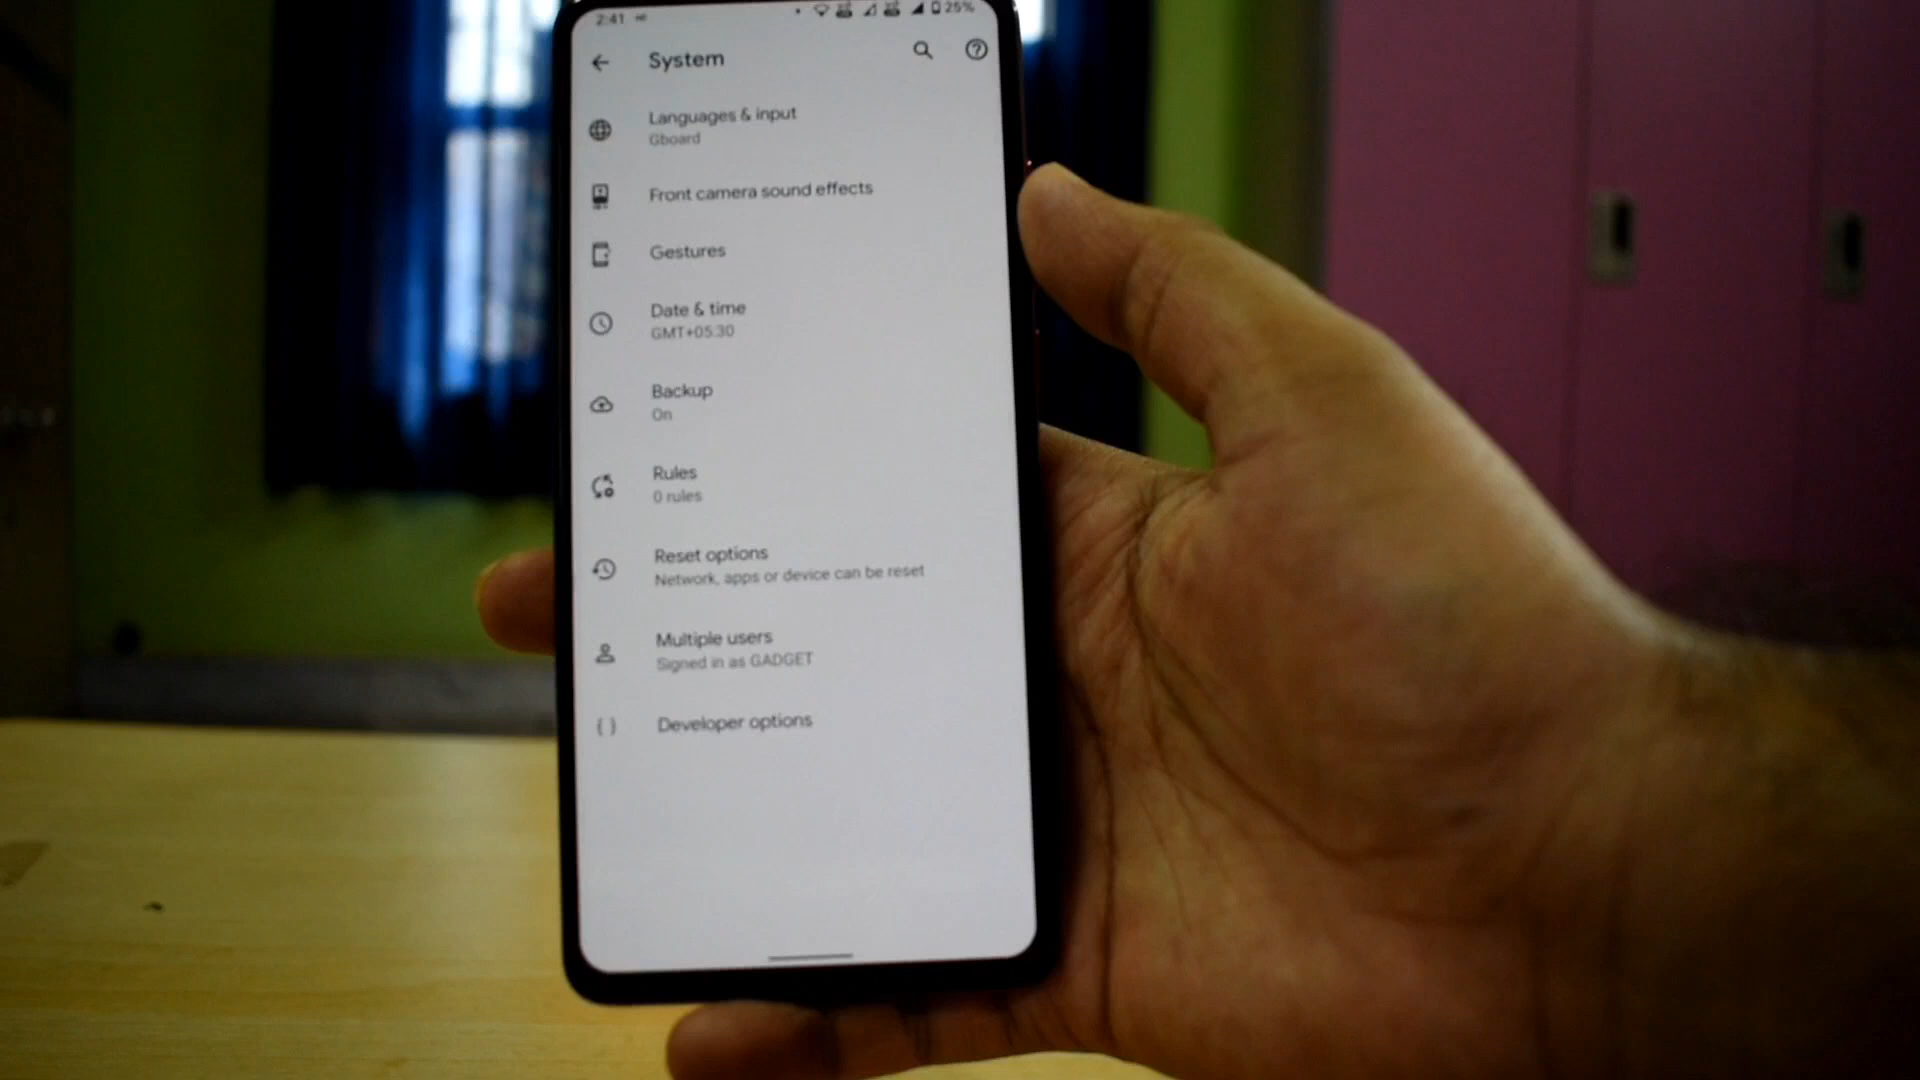 2:41
25%
System
Languages & input
Gboard
Front camera sound effects
Gestures
Date & time
GMT+05:30
Backup
On
Rules
0 rules
Reset options
Network, apps or device can be reset
Multiple users
Signed in as GADGET
Developer options